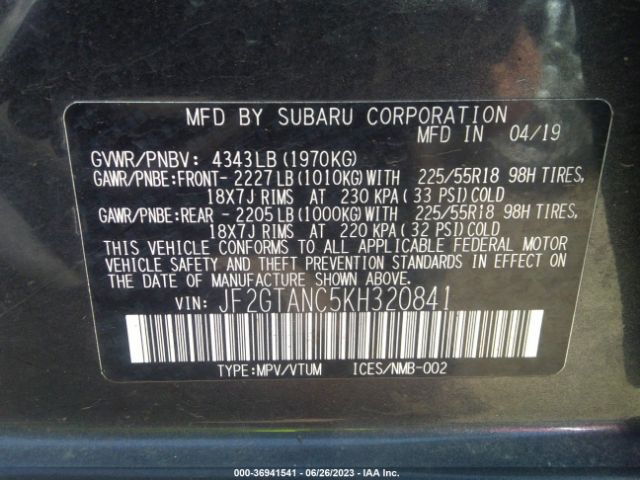 MFD BY SUBARU CORPORATION
MFD IN 04/19
GVWR/PNBV: 4343LB(1970KG)
GAWR/PNBE:FRONT- 2227LB(1010KG)WITH 225/55R18 98H TIRES,
18X7J RIMS AT 230 KPA(33 PSI)COLD
GAWR/PNBE:REAR - 2205LB(1000KG)WITH 225/55R18 98H TIRES,
18X7J RIMS AT 220 KPA(32 PSI)COLD
THIS VEHICLE CONFORMS TO ALL APPLICABLE FEDERAL MOTOR
VEHICLE SAFETY AND THEFT PREVENTION STANDARDS IN EFFECT
ON THE DATE OF MANUFACTURE SHOWN ABOVE.
VIN: JF2GTANC5KH320841
TYPE:MPV/VTUM ICES/NMB-002
000-36941541 - 06/26/2023 - IAA Inc.